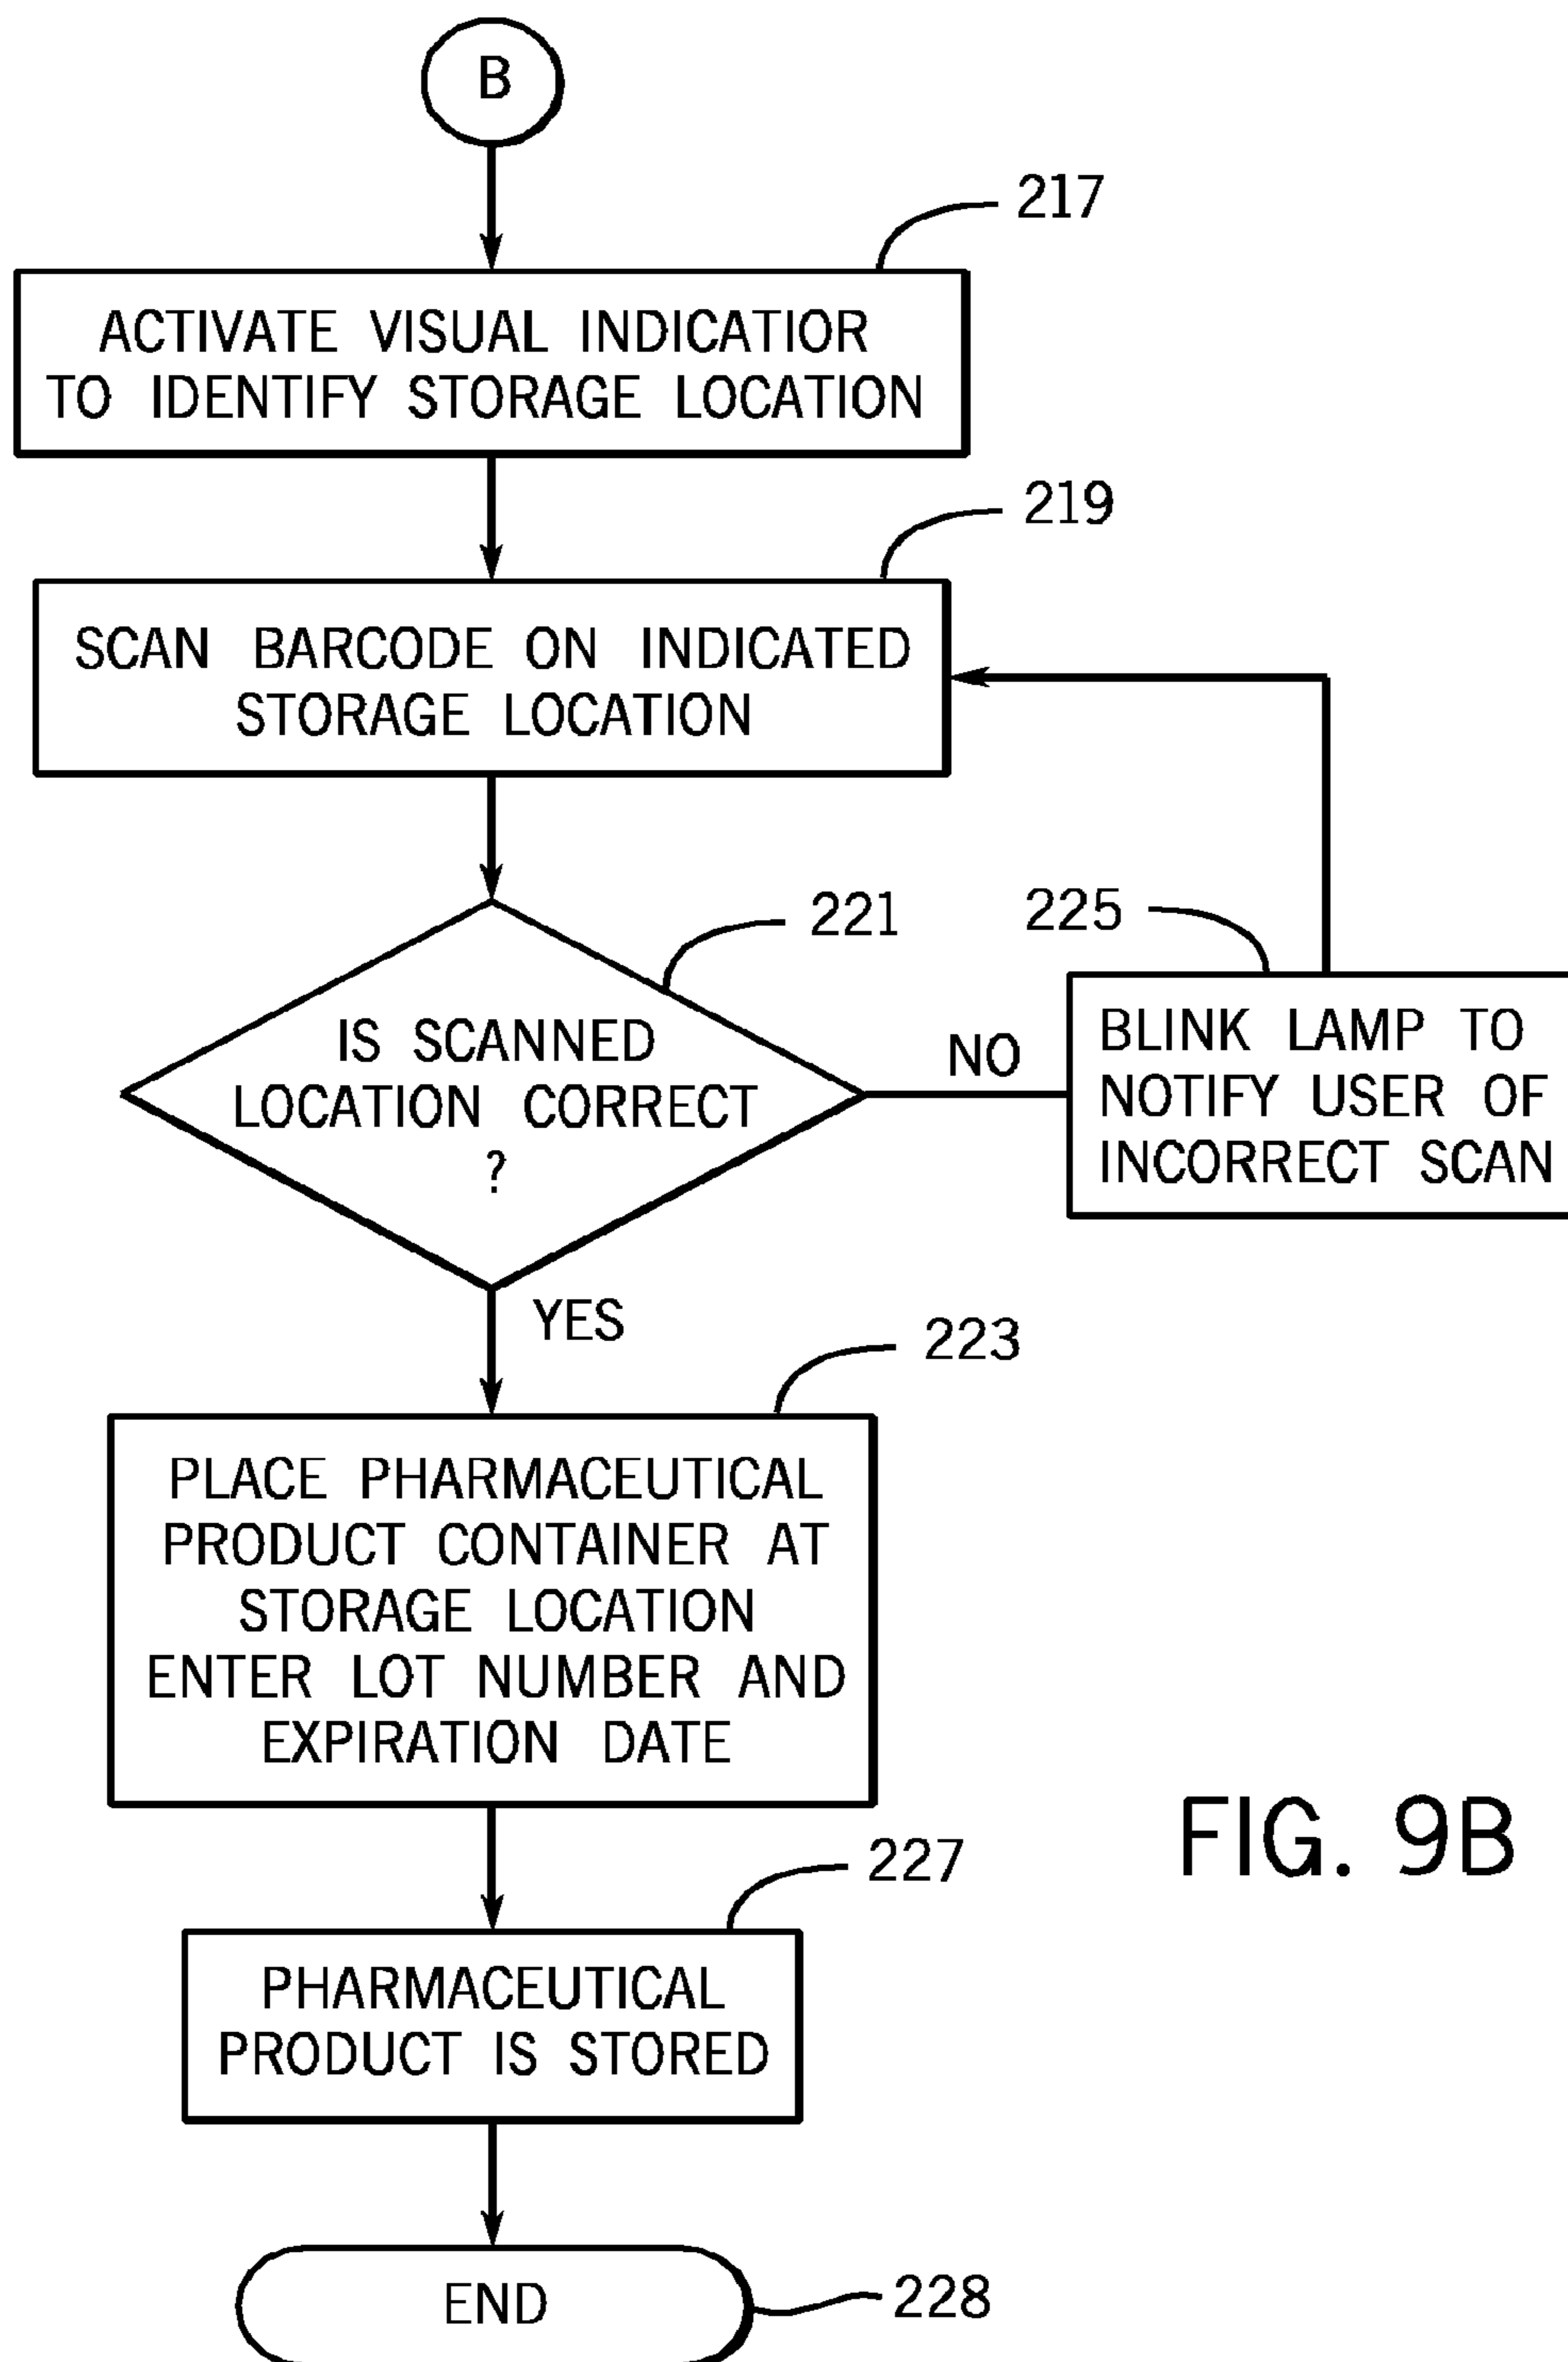 B
217
ACTIVATE VISUAL INDICATIOR
TO IDENTIFY STORAGE LOCATION
219
SCAN BARCODE ON INDICATED
STORAGE LOCATION
221
IS SCANNED
LOCATION CORRECT
?
NO
225
BLINK LAMP TO
NOTIFY USER OF
INCORRECT SCAN
YES
223
PLACE PHARMACEUTICAL
PRODUCT CONTAINER AT
STORAGE LOCATION
ENTER LOT NUMBER AND
EXPIRATION DATE
227
PHARMACEUTICAL
PRODUCT IS STORED
END
228
FIG. 9B